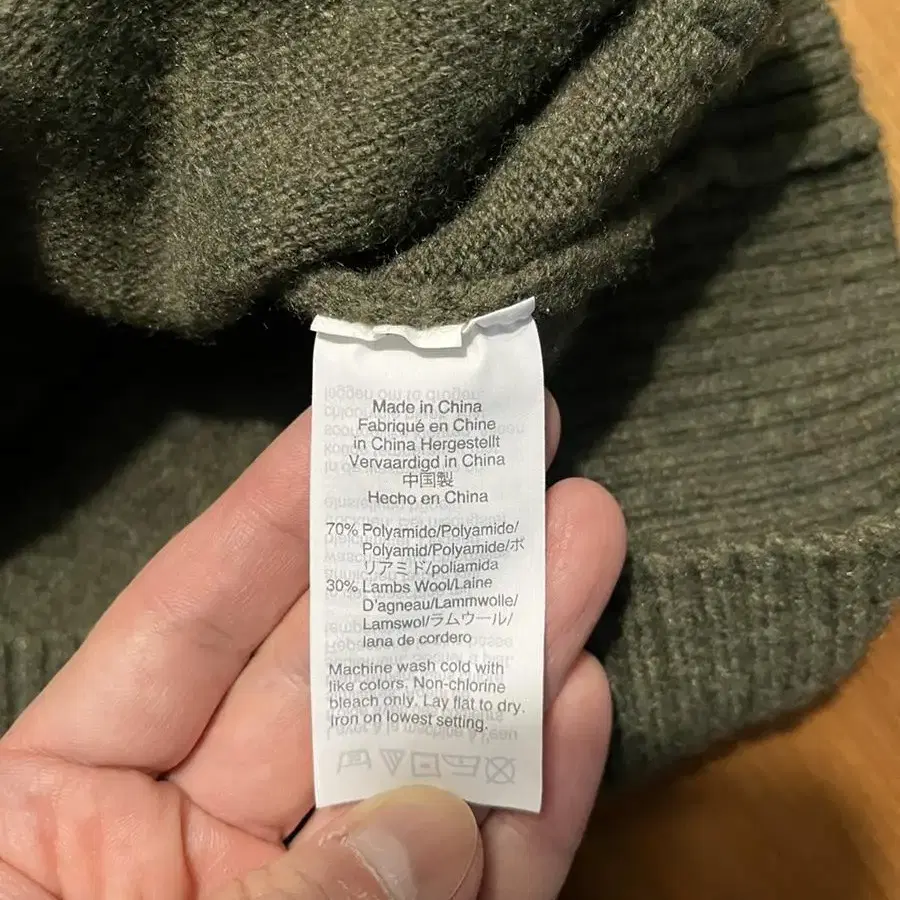 Made in China
Fabriqué en Chine
in China Hergestellt
Vervaardigd in China
中国製
Hecho en China
70% Polyamide/Polyamide/
Polyamid/Polyamide/ポ
リアミド/poliamida
30% Lambs Wool/Laine
D'agneau/Lammwolle/
Lamswol/ラムウール/
lana de cordero
Machine wash cold with
like colors. Non-chlorine
bleach only. Lay flat to dry.
Iron on lowest setting.